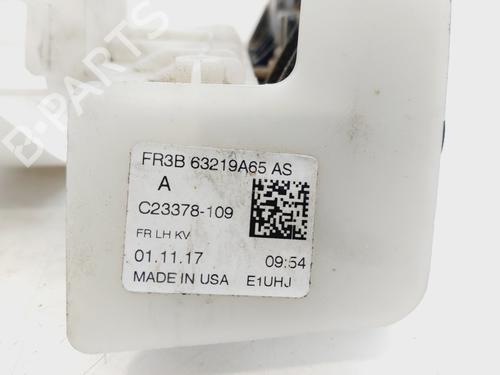 B-PARTS
FR3B 63219A65 AS
A
C23378-109
FR LH KV
01.11.17 09:54
MADE IN USA E1UHJ